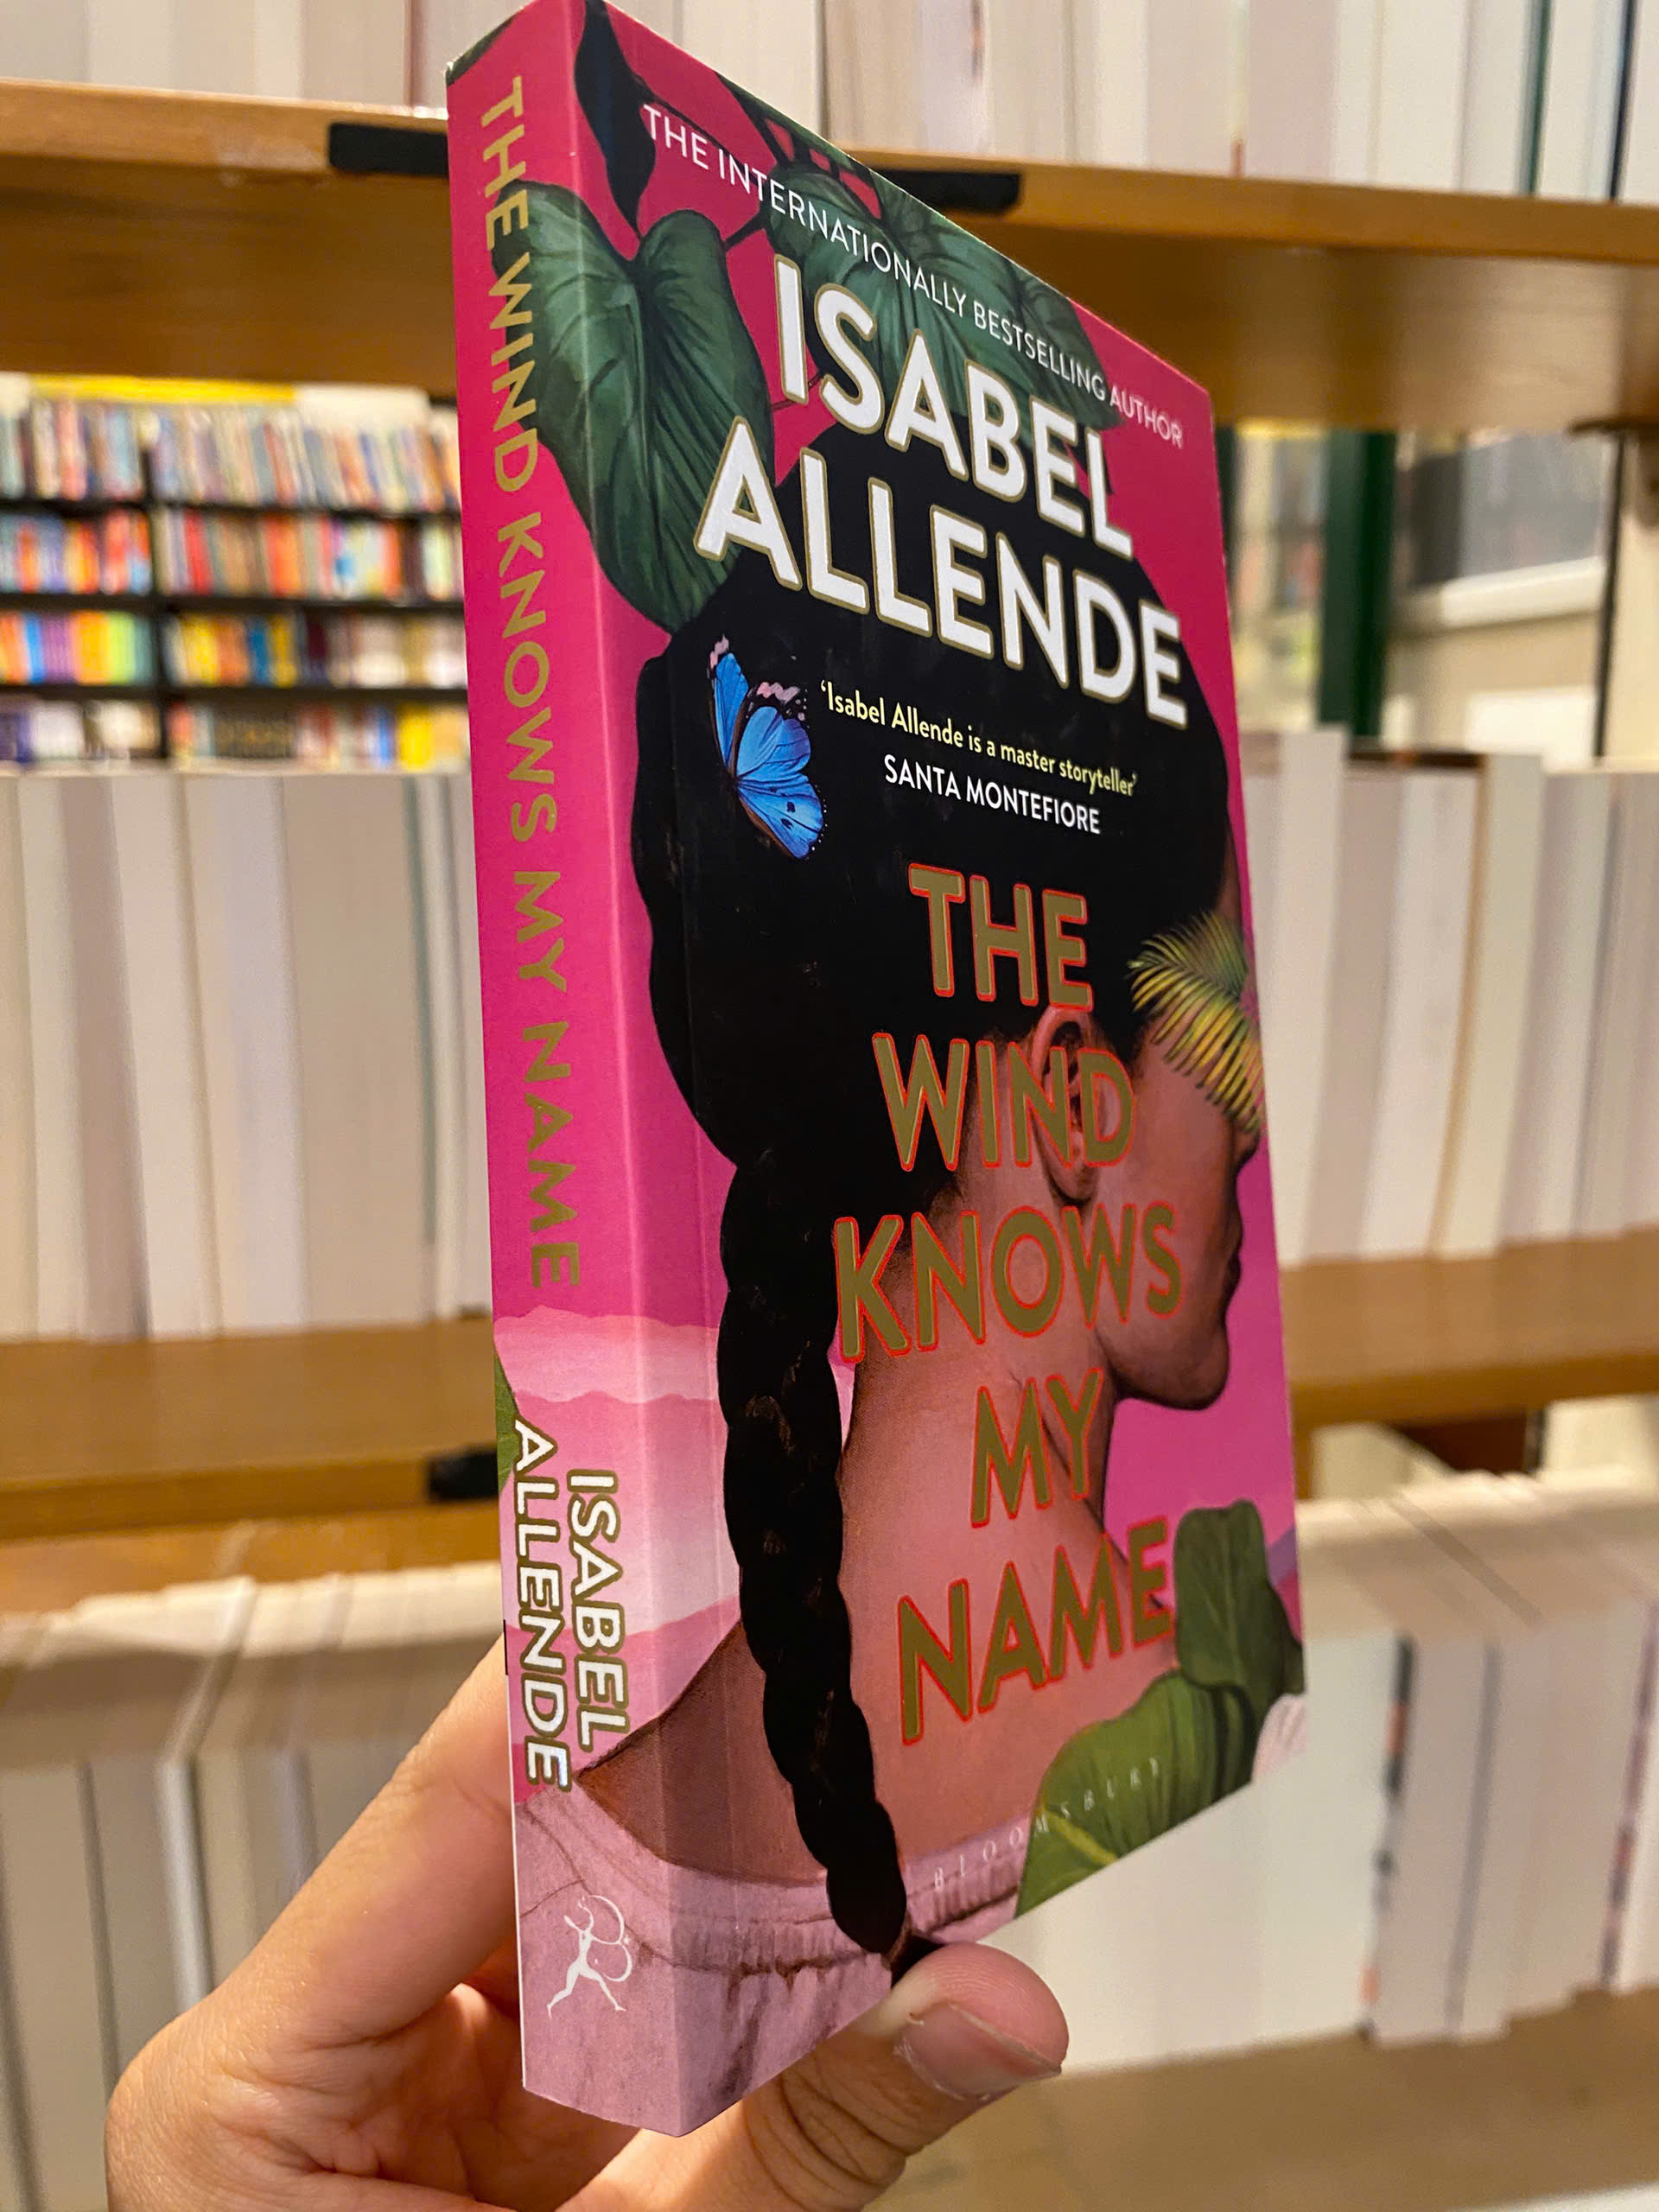 THE WIND KNOWS MY NAME
ISABEL
ALLENDE
THE INTERNATIONALLY BESTSELLING AUTHOR
ISABEL
ALLENDE
‘Isabel Allende is a master storyteller’
SANTA MONTEFIORE
THE
WIND
KNOWS
MY
NAME
BLOOMSBURY